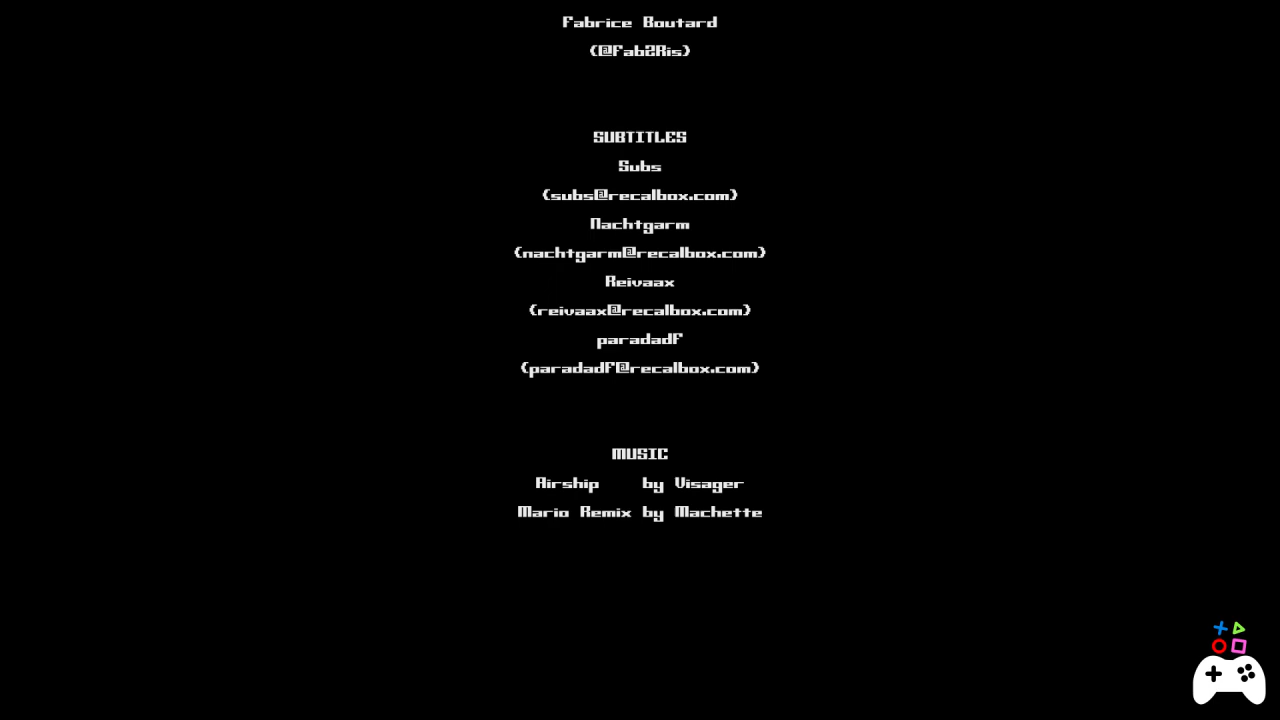 Fabrice Boutard
(@Fab2Ris)
SUBTITLES
Subs
(subs@recalbox.com)
Nachtgarm
(nachtgarm@recalbox.com)
Reivaax
(reivaax@recalbox.com)
paradadf
(paradadf@recalbox.com)
MUSIC
Airship by Visager
Mario Remix by Machette